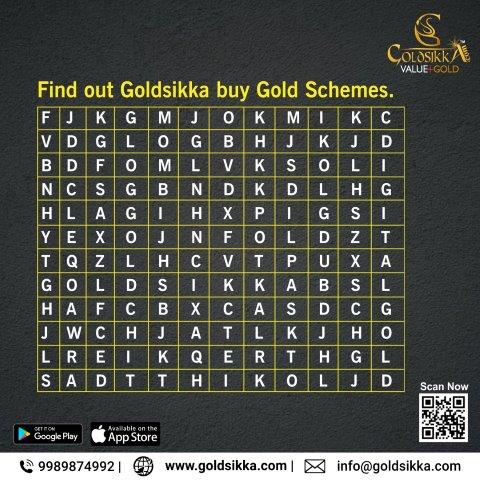 GOLDSIKKA.com
VALUE+GOLD
Find out Goldsikka buy Gold Schemes.
F J K G M J O K M I K C
V D G L O G B H J K J D
B D F O M L V K S O L I
N C S G B N D K D L H G
H L A G I H X P I G S I
Y E X O J N F O L D Z T
T Q Z L H C V T P U X A
G O L D S I K K A B S L
H A F C B X C A S D C G
J W C H J A T L K J H O
L R E I K Q E R T H G L
S A D T T H I K O L J D
Scan Now
GET IT ON
Google Play
Available on the
App Store
9989874992 | www.goldsikka.com | info@goldsikka.com